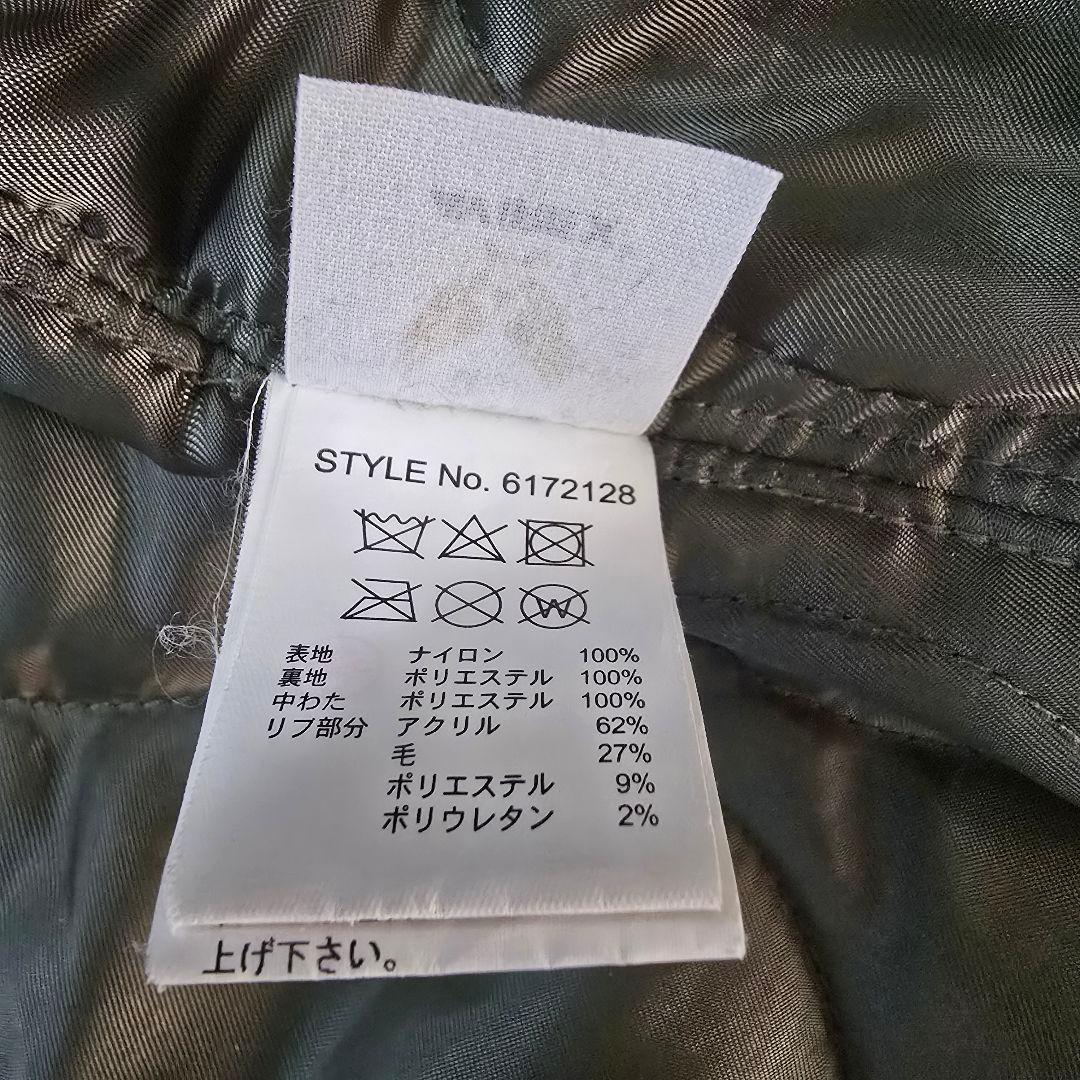 STYLE No. 6172128
W
表地 ナイロン 100%
裏地 ポリエステル 100%
中わた ポリエステル 100%
リブ部分 アクリル 62%
毛 27%
ポリエステル 9%
ポリウレタン 2%
上げ下さい。